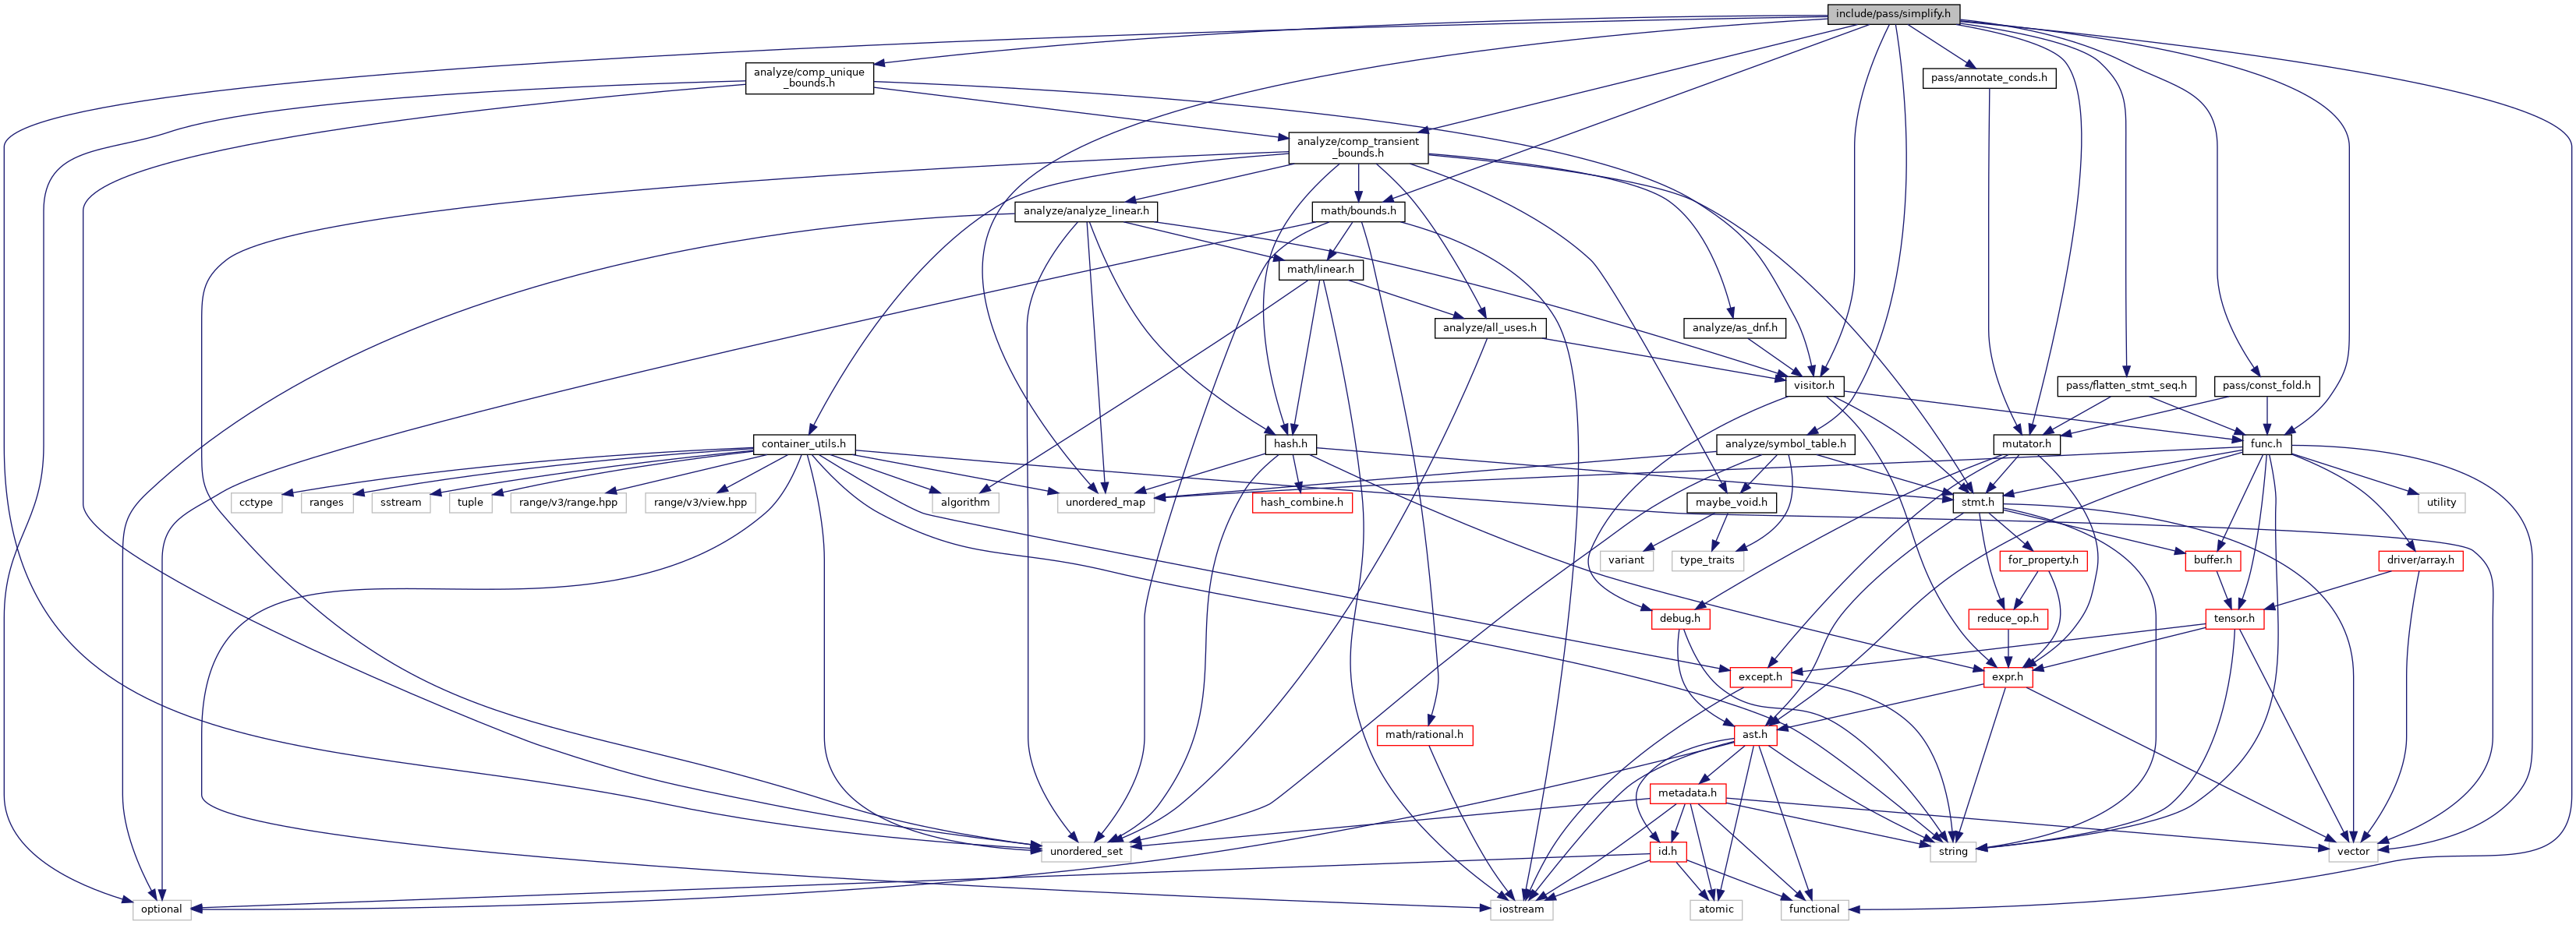 include/pass/simplify.h
analyze/comp_unique
_bounds.h
pass/annotate_conds.h
analyze/comp_transient
_bounds.h
analyze/analyze_linear.h
math/bounds.h
math/linear.h
analyze/all_uses.h
analyze/as_dnf.h
visitor.h
pass/flatten_stmt_seq.h
pass/const_fold.h
container_utils.h
hash.h
analyze/symbol_table.h
mutator.h
func.h
cctype
ranges
sstream
tuple
range/v3/range.hpp
range/v3/view.hpp
algorithm
unordered_map
hash_combine.h
maybe_void.h
stmt.h
utility
variant
type_traits
for_property.h
buffer.h
driver/array.h
debug.h
reduce_op.h
tensor.h
except.h
expr.h
math/rational.h
ast.h
metadata.h
unordered_set
id.h
string
vector
optional
iostream
atomic
functional